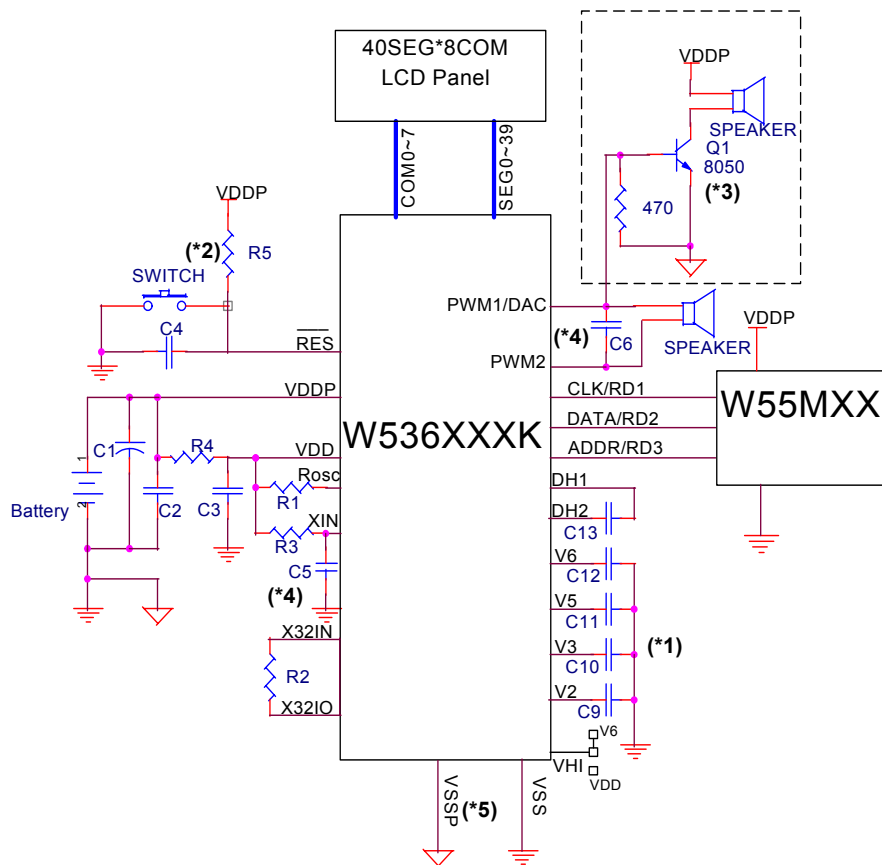 40SEG*8COM
LCD Panel
COM0~7
SEG0~39
VDDP
SPEAKER
Q1
8050
(*3)
470
VDDP
(*2)
R5
SWITCH
C4
RES
PWM1/DAC
(*4)
C6
SPEAKER
PWM2
VDDP
CLK/RD1
DATA/RD2
ADDR/RD3
W55MXX
W536XXXK
VDDP
1
C1
R4
VDD
Rosc
R1
Battery
2
C2
C3
XIN
R3
C5
(*4)
X32IN
R2
X32IO
DH1
DH2
C13
V6
C12
V5
C11
V3
C10
(*1)
V2
C9
V6
VHI
VDD
VSSP
(*5)
VSS